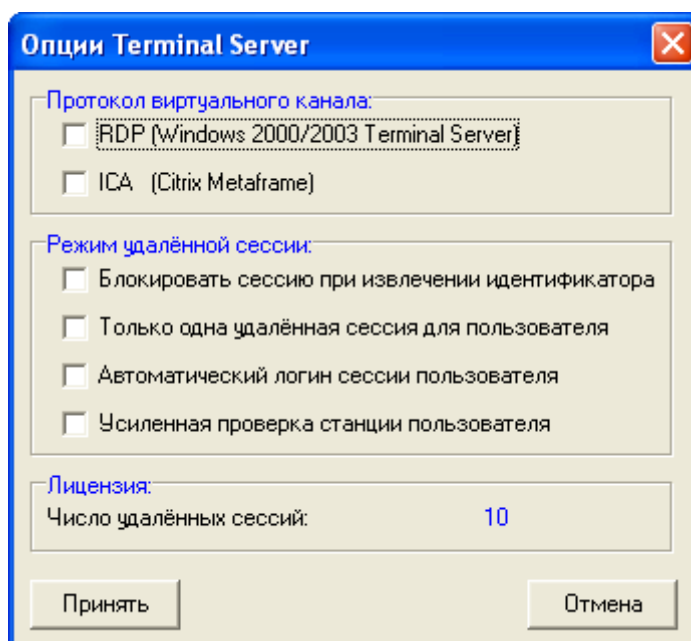 Опции Terminal Server
Протокол виртуального канала:
RDP (Windows 2000/2003 Terminal Server)
ICA (Citrix Metaframe)
Режим удалённой сессии:
Блокировать сессию при извлечении идентификатора
Только одна удалённая сессия для пользователя
Автоматический логин сессии пользователя
Усиленная проверка станции пользователя
Лицензия:
Число удалённых сессий: 10
Принять Отмена